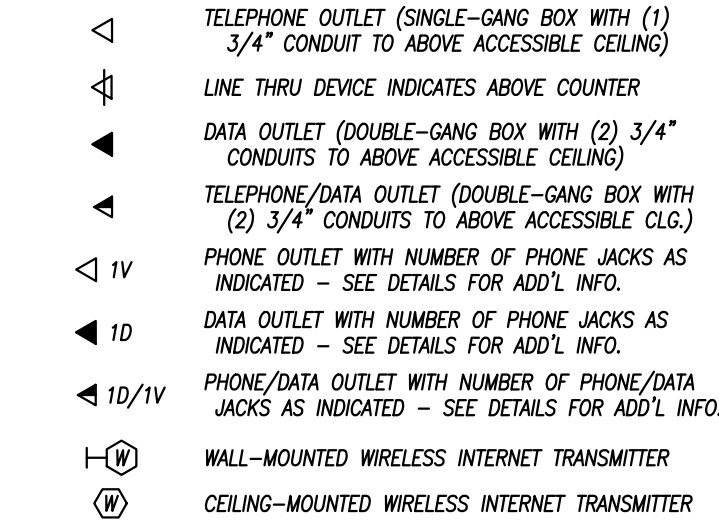 TELEPHONE OUTLET (SINGLE-GANG BOX WITH (1)
3/4" CONDUIT TO ABOVE ACCESSIBLE CEILING)
LINE THRU DEVICE INDICATES ABOVE COUNTER
DATA OUTLET (DOUBLE-GANG BOX WITH (2) 3/4"
CONDUITS TO ABOVE ACCESSIBLE CEILING)
TELEPHONE/DATA OUTLET (DOUBLE-GANG BOX WITH
(2) 3/4" CONDUITS TO ABOVE ACCESSIBLE CLG.)
1V PHONE OUTLET WITH NUMBER OF PHONE JACKS AS
INDICATED - SEE DETAILS FOR ADD'L INFO.
1D DATA OUTLET WITH NUMBER OF PHONE JACKS AS
INDICATED - SEE DETAILS FOR ADD'L INFO.
1D/1V PHONE/DATA OUTLET WITH NUMBER OF PHONE/DATA
JACKS AS INDICATED - SEE DETAILS FOR ADD'L INFO.
W WALL-MOUNTED WIRELESS INTERNET TRANSMITTER
W CEILING-MOUNTED WIRELESS INTERNET TRANSMITTER